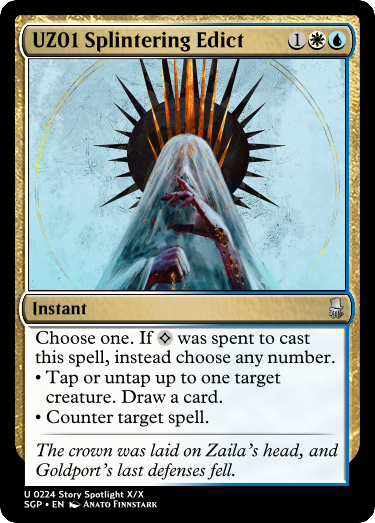 UZ01 Splintering Edict 1
Instant
Choose one. If was spent to cast
this spell, instead choose any number.
• Tap or untap up to one target
creature. Draw a card.
• Counter target spell.
The crown was laid on Zaila's head, and
Goldport's last defenses fell.
U 0224 Story Spotlight X/X
SGP • EN Anato Finnstark